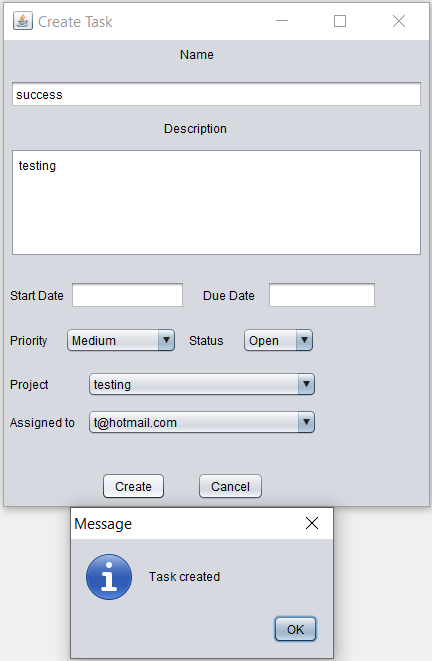 Create Task
Name
success
Description
testing
Start Date Due Date
Priority Medium Status Open
Project testing
Assigned to t@hotmail.com
Create Cancel
Message
Task created
OK